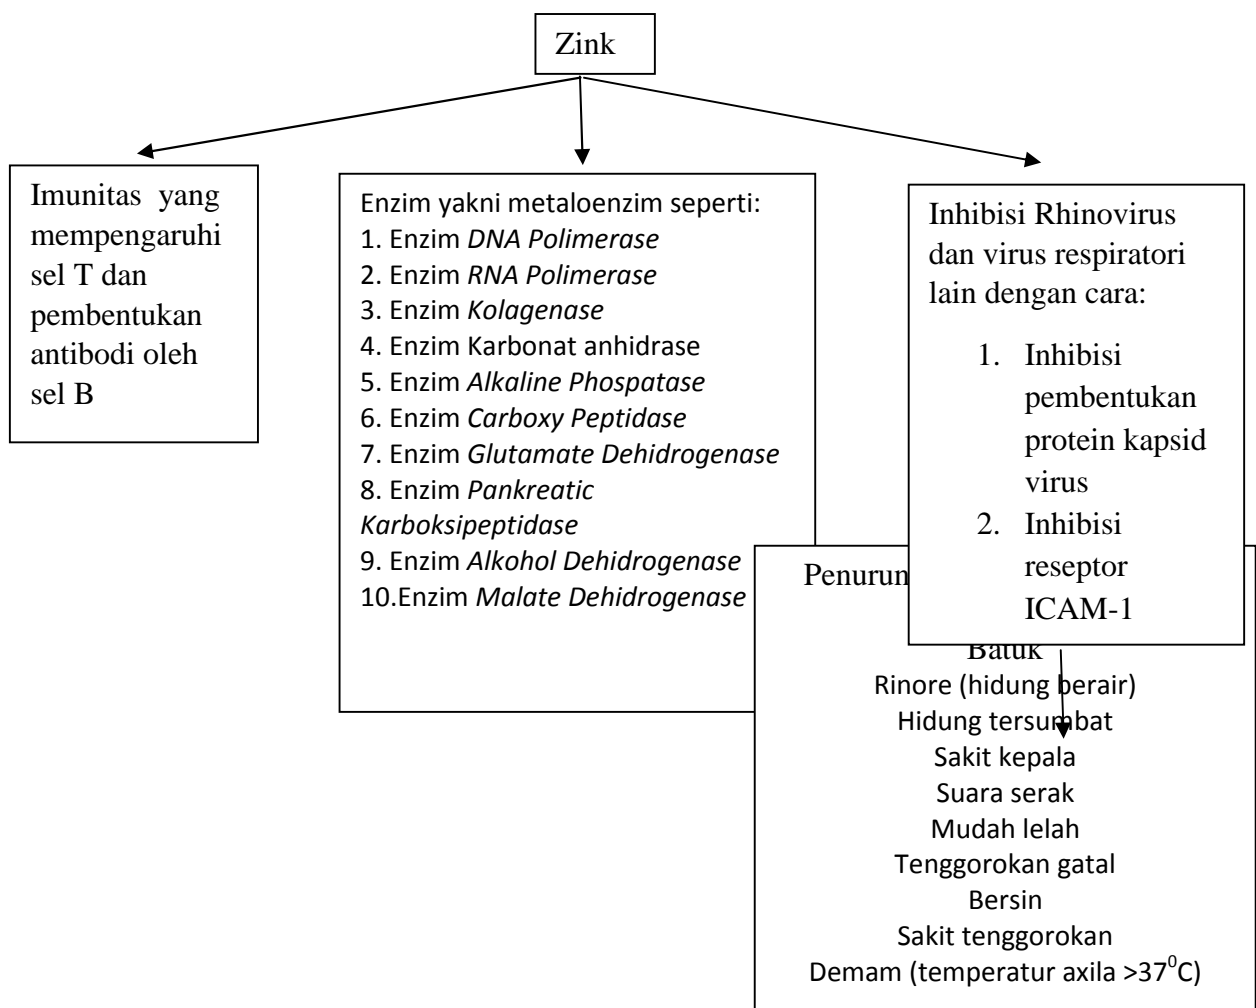 Zink
Imunitas yang
mempengaruhi
sel T dan
pembentukan
antibodi oleh
sel B
Enzim yakni metaloenzim seperti:
1. Enzim DNA Polimerase
2. Enzim RNA Polimerase
3. Enzim Kolagenase
4. Enzim Karbonat anhidrase
5. Enzim Alkaline Phospatase
6. Enzim Carboxy Peptidase
7. Enzim Glutamate Dehidrogenase
8. Enzim Pankreatic
Karboksipeptidase
9. Enzim Alkohol Dehidrogenase
10.Enzim Malate Dehidrogenase
Inhibisi Rhinovirus
dan virus respiratori
lain dengan cara:
1. Inhibisi
pembentukan
protein kapsid
virus
2. Inhibisi
reseptor
ICAM-1
Penurun
Batuk
Rinore (hidung berair)
Hidung tersumbat
Sakit kepala
Suara serak
Mudah lelah
Tenggorokan gatal
Bersin
Sakit tenggorokan
Demam (temperatur axila >37⁰C)